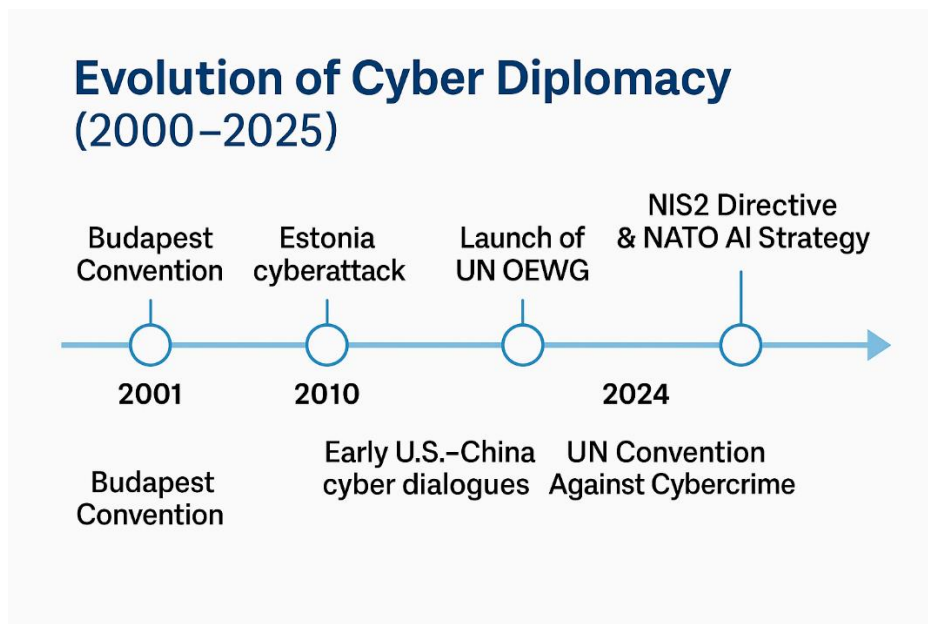 Evolution of Cyber Diplomacy
(2000–2025)
Budapest
Convention
Estonia
cyberattack
Launch of
UN OEWG
NIS2 Directive
& NATO AI Strategy
2001
2010
2024
Budapest
Convention
Early U.S.–China
cyber dialogues
UN Convention
Against Cybercrime